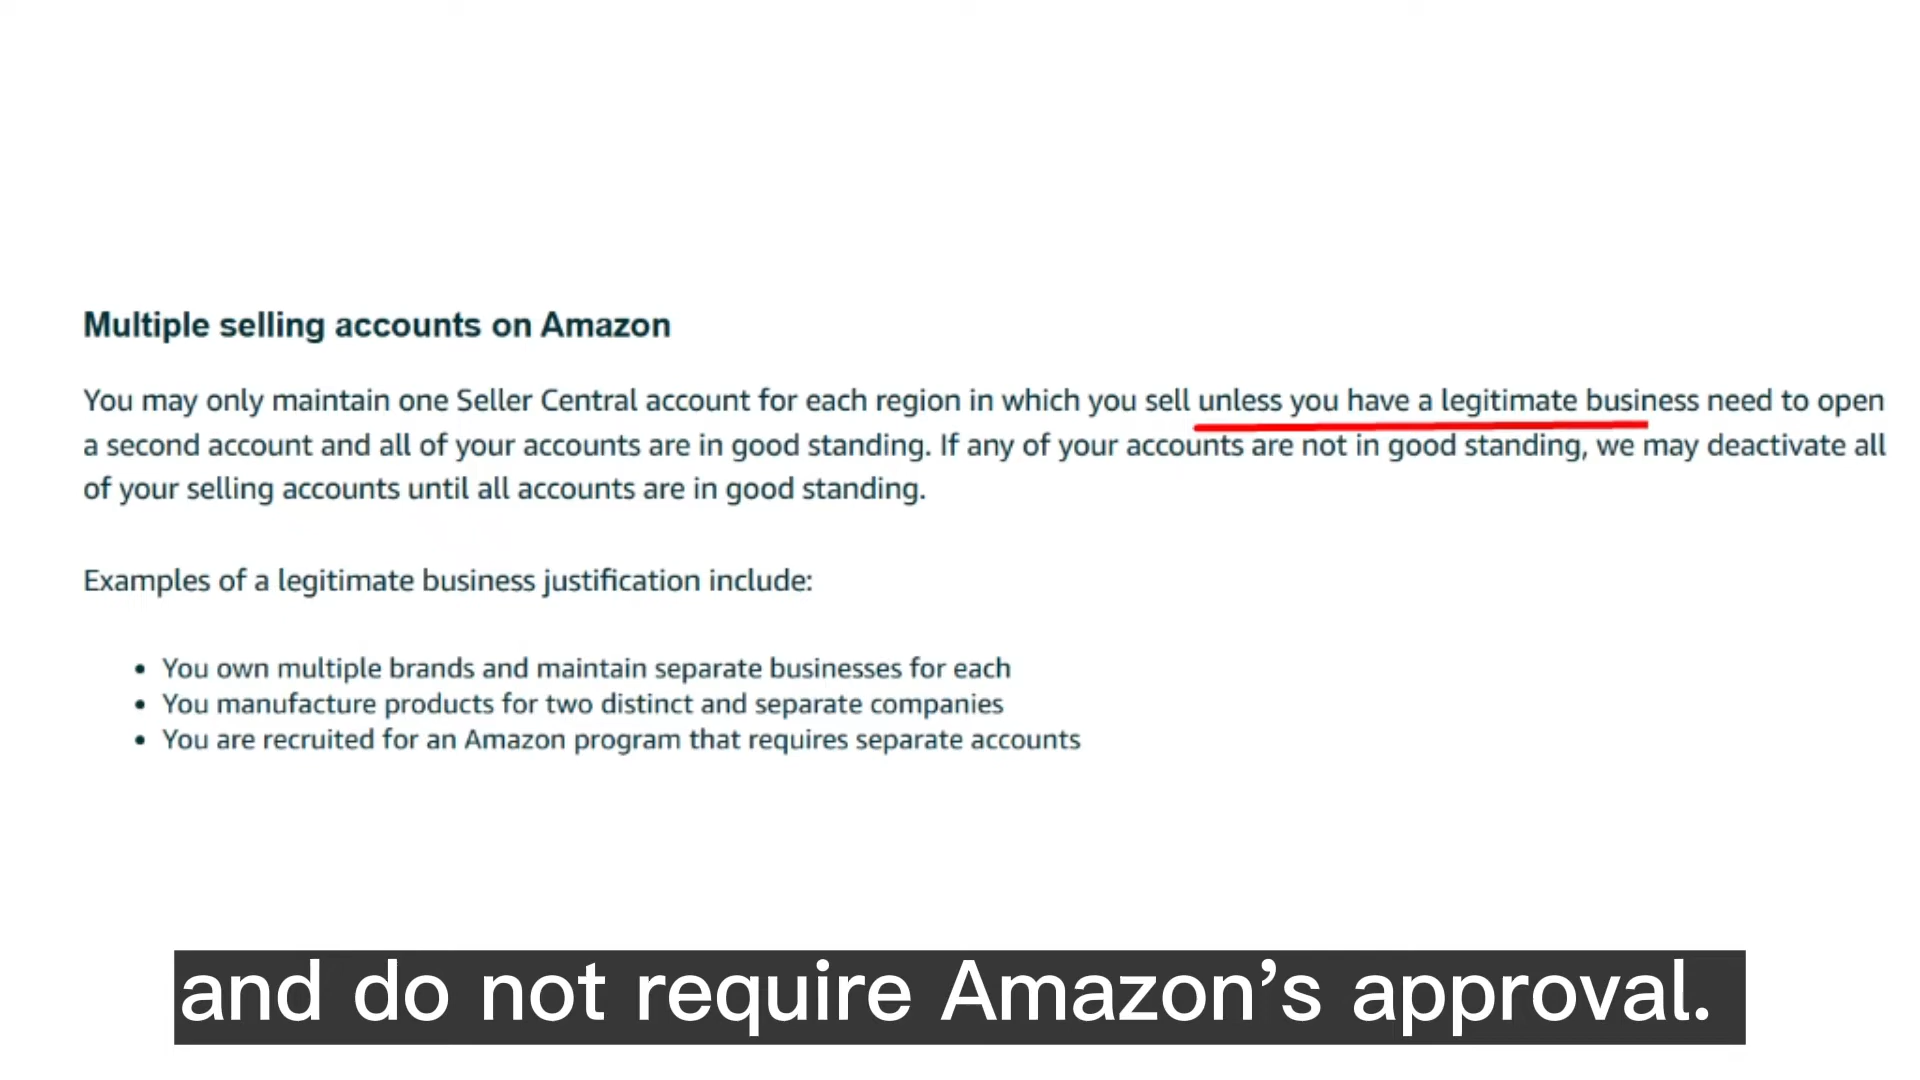 Multiple selling accounts on Amazon
You may only maintain one Seller Central account for each region in which you sell unless you have a legitimate business need to open
a second account and all of your accounts are in good standing. If any of your accounts are not in good standing, we may deactivate all
of your selling accounts until all accounts are in good standing.
Examples of a legitimate business justification include:
• You own multiple brands and maintain separate businesses for each
• You manufacture products for two distinct and separate companies
• You are recruited for an Amazon program that requires separate accounts
and do not require Amazon’s approval.